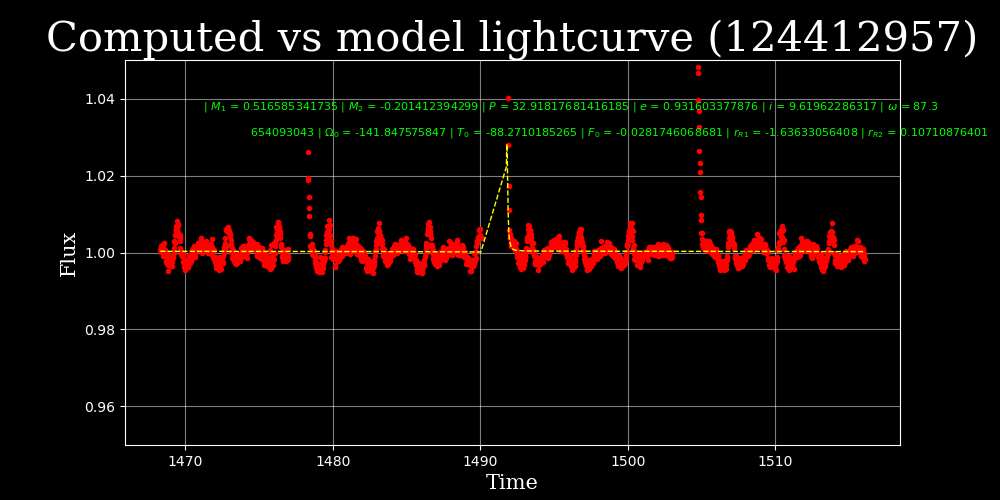 Computed vs model lightcurve (124412957)
| M₁ = 0.516585341735 | M₂ = -0.201412394299 | P = 32.91817681416185 | e = 0.931603377876 | i = 9.61962286317 | ω = 87.3
654093043 | Ω₀ = -141.847575847 | T₀ = -88.2710185265 | F₀ = -0.0281746068681 | r_R1 = -1.63633056408 | r_R2 = 0.10710876401
1.04
1.02
1.00
0.98
0.96
Flux
1470 1480 1490 1500 1510
Time